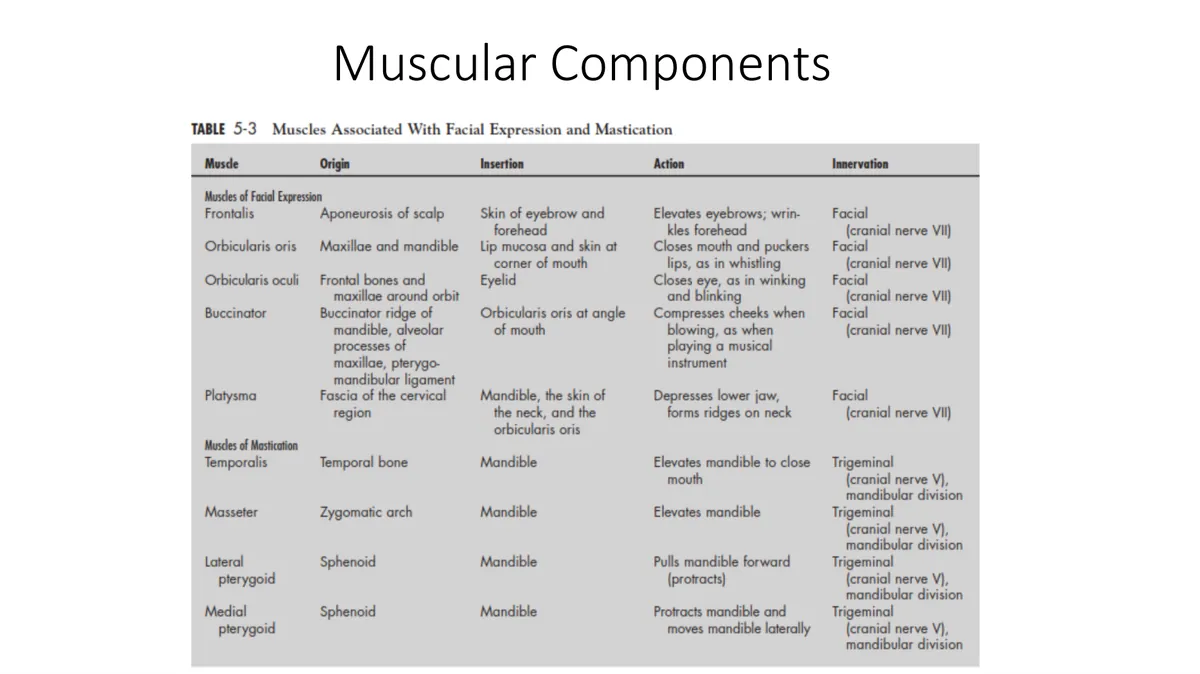 Muscular Components
TABLE 5-3 Muscles Associated With Facial Expression and Mastication
Muscle Origin Insertion Action Innervation
Muscles of Facial Expression
Frontalis Aponeurosis of scalp Skin of eyebrow and Elevates eyebrows; wrin- Facial
forehead kles forehead (cranial nerve VII)
Orbicularis oris Maxillae and mandible Lip mucosa and skin at Closes mouth and puckers Facial
corner of mouth lips, as in whistling (cranial nerve VII)
Orbicularis oculi Frontal bones and Eyelid Closes eye, as in winking Facial
maxillae around orbit and blinking (cranial nerve VII)
Buccinator Buccinator ridge of Orbicularis oris at angle Compresses cheeks when Facial
mandible, alveolar of mouth blowing, as when (cranial nerve VII)
processes of playing a musical
maxillae, pterygo- instrument
mandibular ligament
Platysma Fascia of the cervical Mandible, the skin of Depresses lower jaw, Facial
region the neck, and the forms ridges on neck (cranial nerve VII)
orbicularis oris
Muscles of Mastication
Temporalis Temporal bone Mandible Elevates mandible to close Trigeminal
mouth (cranial nerve V),
mandibular division
Masseter Zygomatic arch Mandible Elevates mandible Trigeminal
(cranial nerve V),
mandibular division
Lateral Sphenoid Mandible Pulls mandible forward Trigeminal
pterygoid (protracts) (cranial nerve V),
mandibular division
Medial Sphenoid Mandible Protracts mandible and Trigeminal
pterygoid moves mandible laterally (cranial nerve V),
mandibular division